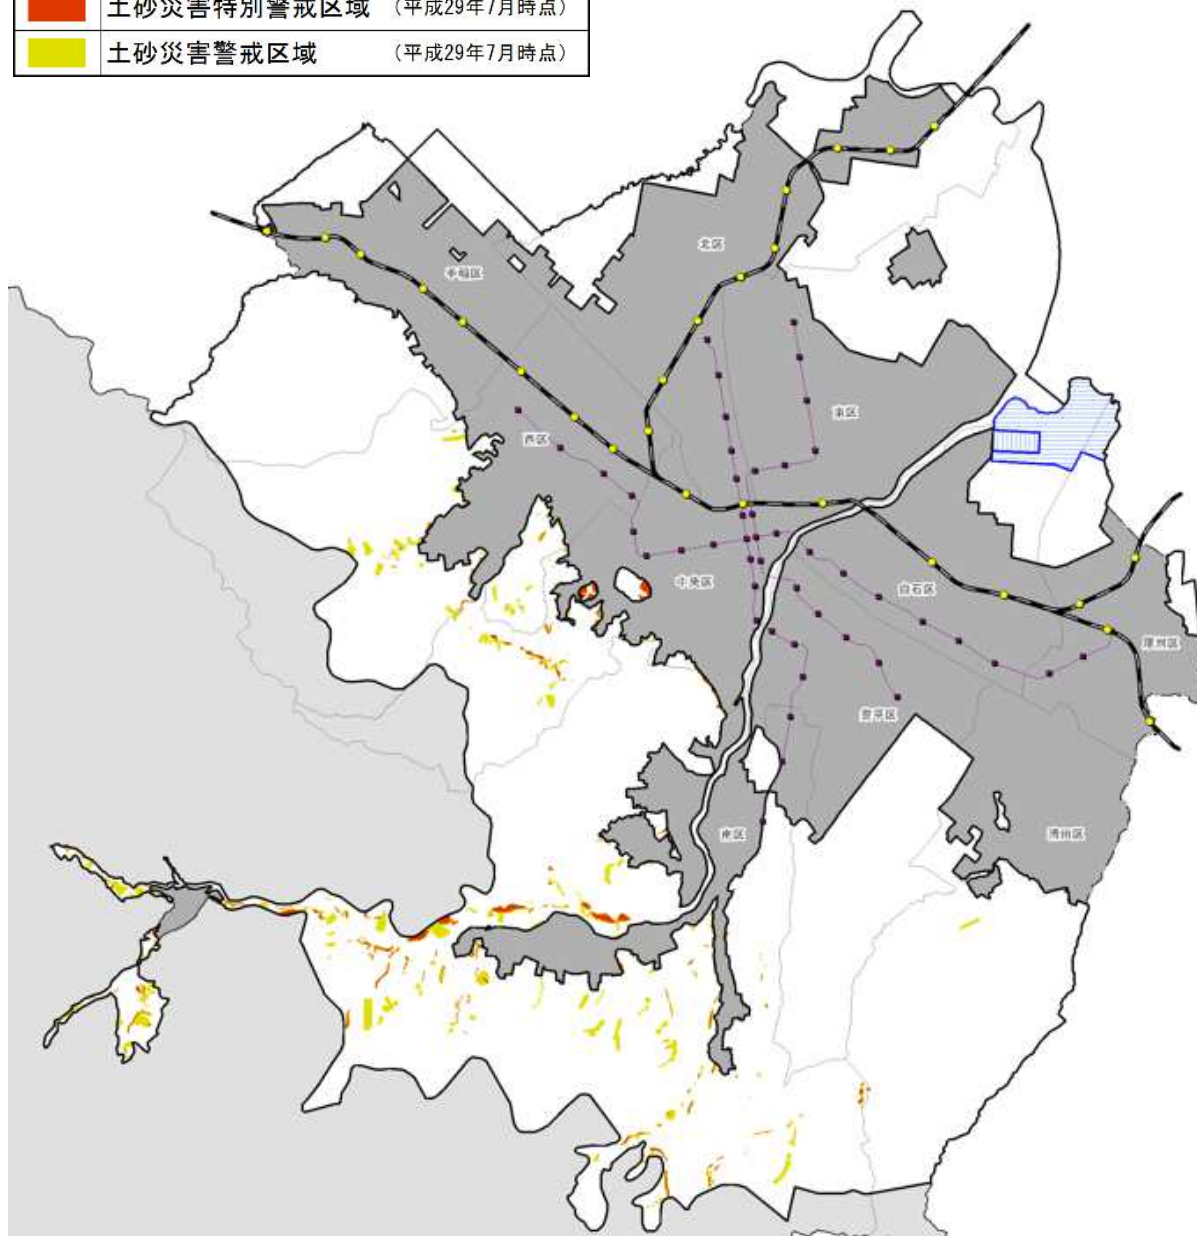 土砂災害特別警戒区域 （平成29年7月時点）
土砂災害警戒区域 （平成29年7月時点）
北区
手稲区
東区
西区
中央区
白石区
厚別区
豊平区
南区
清田区